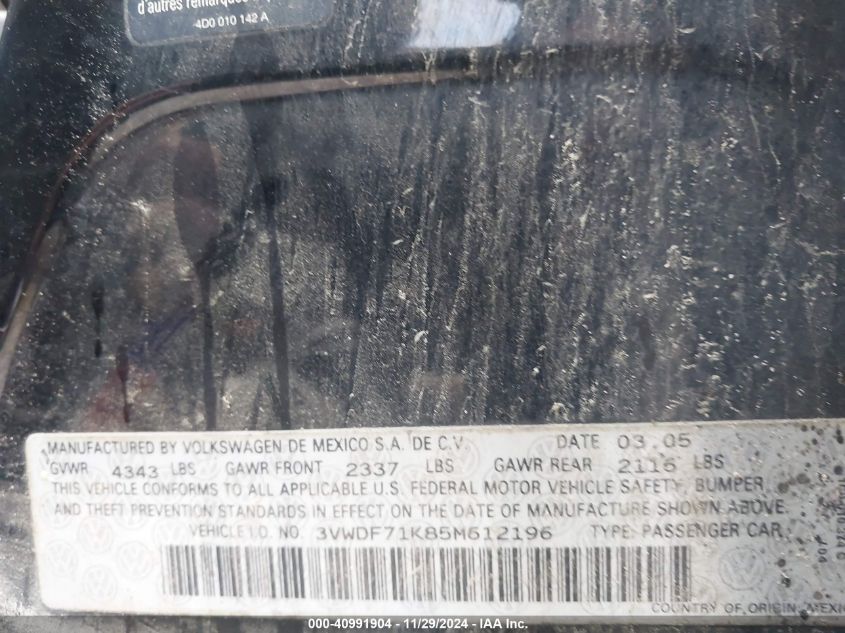 d'autres remarques
4D0 010 142 A
MANUFACTURED BY VOLKSWAGEN DE MEXICO S.A. DE C.V. DATE 03.05
GVWR 4343 LBS GAWR FRONT 2337 LBS GAWR REAR 2116 LBS
THIS VEHICLE CONFORMS TO ALL APPLICABLE U.S. FEDERAL MOTOR VEHICLE SAFETY, BUMPER
AND THEFT PREVENTION STANDARDS IN EFFECT ON THE DATE OF MANUFACTURE SHOWN ABOVE.
VEHICLE I.D. NO. 3VWDF71K85M612196 TYPE: PASSENGER CAR
COUNTRY OF ORIGIN, MEXI
000-40991904 - 11/29/2024 - IAA Inc.